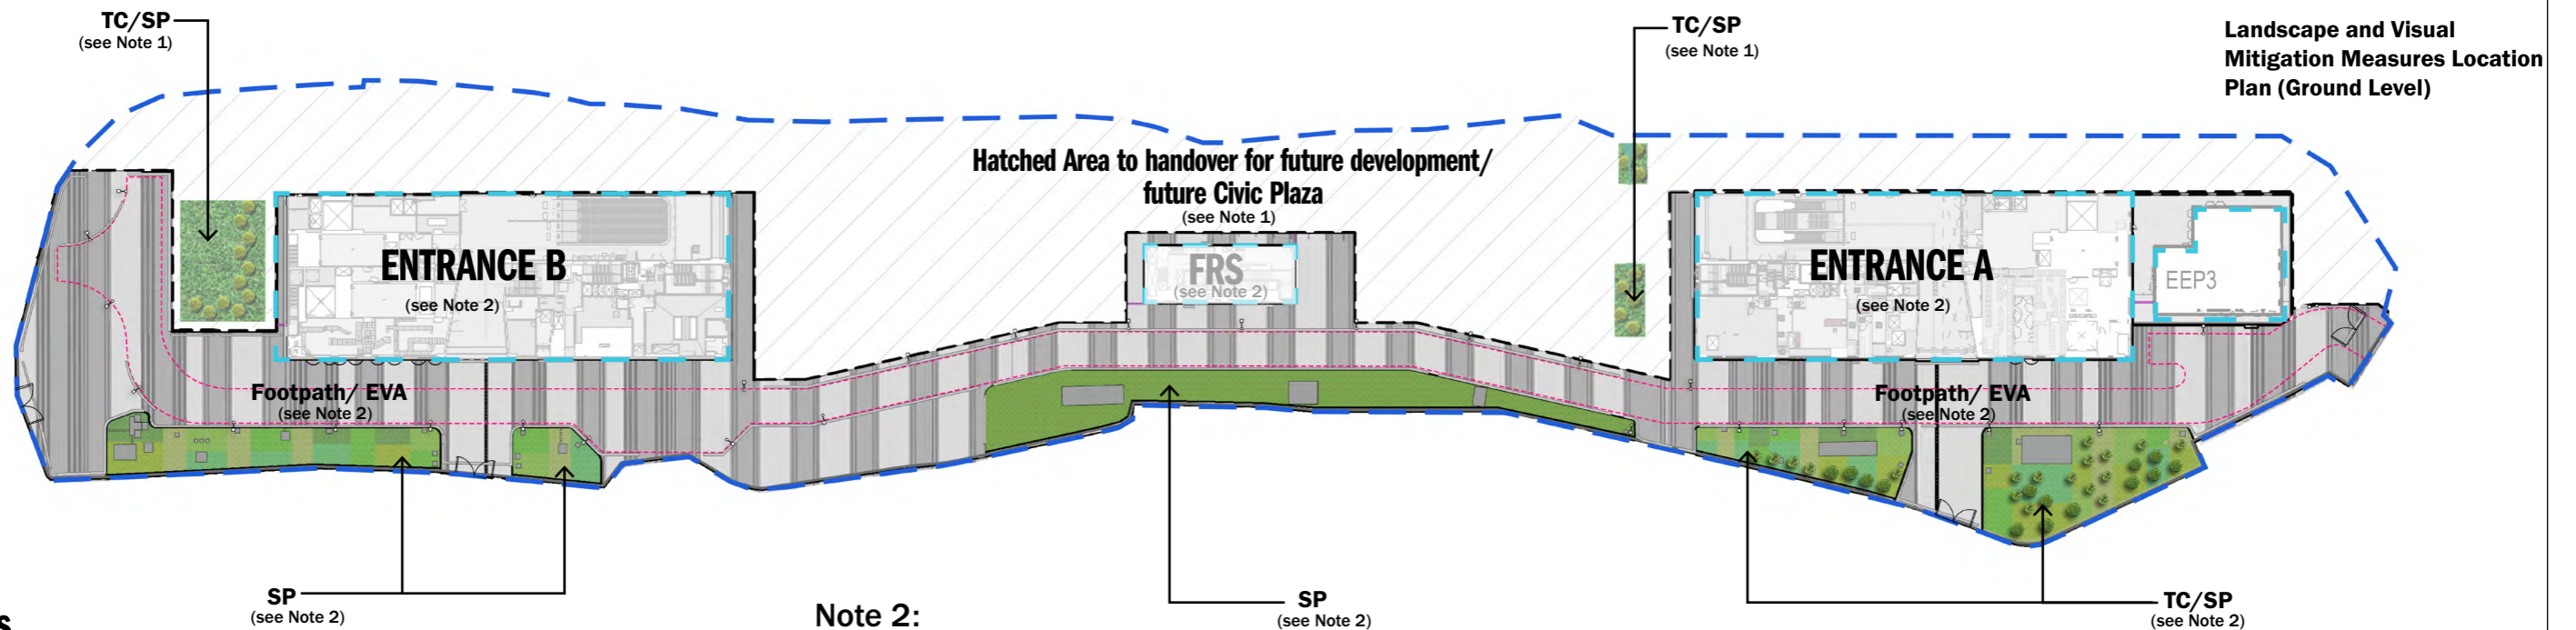 TC/SP
(see Note 1)
TC/SP
(see Note 1)
Landscape and Visual
Mitigation Measures Location
Plan (Ground Level)
Hatched Area to handover for future development/
future Civic Plaza
(see Note 1)
ENTRANCE B
(see Note 2)
FRS
(see Note 2)
ENTRANCE A
(see Note 2)
EEP3
Footpath/ EVA
(see Note 2)
Footpath/ EVA
(see Note 2)
SP
(see Note 2)
SP
(see Note 2)
TC/SP
(see Note 2)
Note 2: